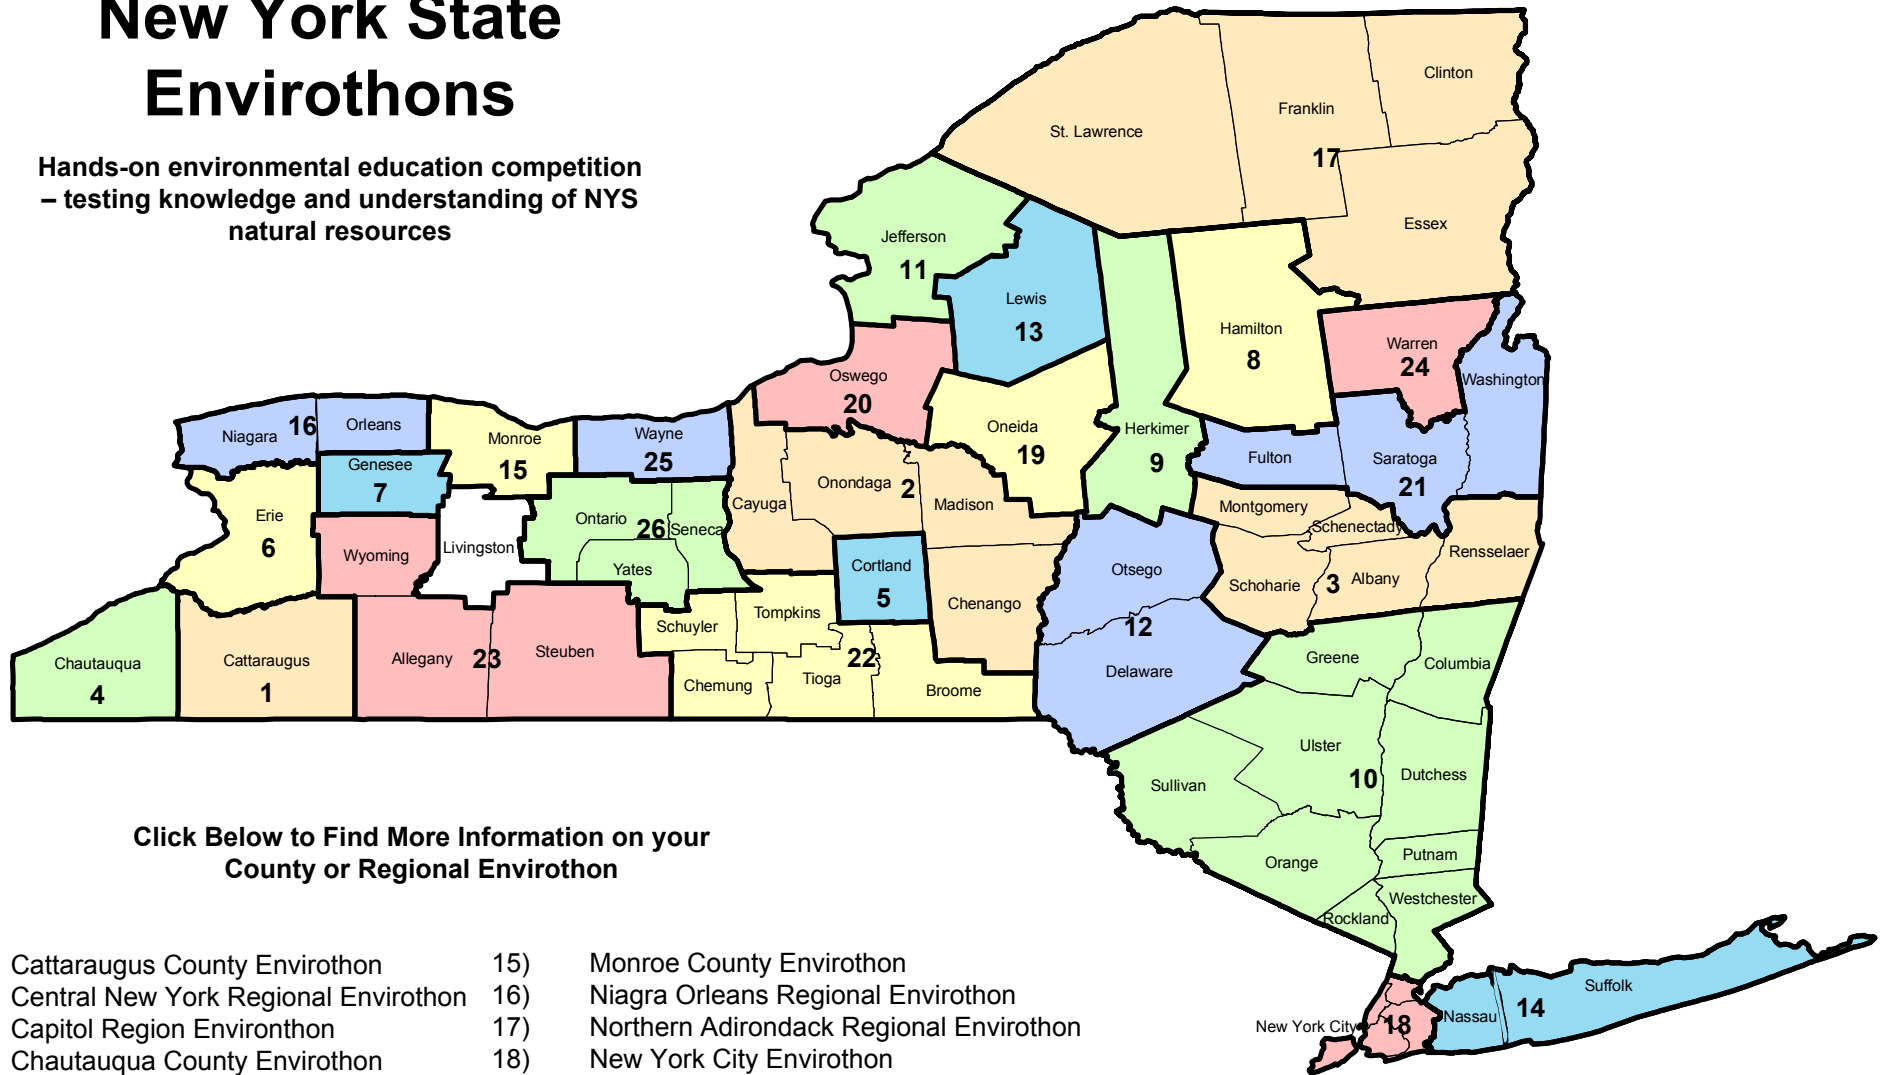 New York State
Envirothons
Hands-on environmental education competition
– testing knowledge and understanding of NYS
natural resources
Clinton
Franklin
St. Lawrence
17
Essex
Jefferson
11
Lewis
13
Hamilton
8
Warren
24
Washington
Oswego
20
Oneida
19
Herkimer
9
Fulton
Saratoga
21
Niagara
16
Orleans
Monroe
15
Wayne
25
Genesee
7
Erie
6
Wyoming
Livingston
Ontario
26
Seneca
Yates
Cayuga
Onondaga
2
Madison
Montgomery
Schenectady
Rensselaer
Schoharie
3
Albany
Cortland
5
Chenango
Otsego
12
Delaware
Tompkins
Schuyler
22
Chemung
Tioga
Broome
Chautauqua
4
Cattaraugus
1
Allegany
23
Steuben
Greene
Columbia
Ulster
10
Dutchess
Sullivan
Orange
Putnam
Westchester
Rockland
Suffolk
14
Nassau
New York City
18
Click Below to Find More Information on your
County or Regional Envirothon
Cattaraugus County Envirothon
Central New York Regional Envirothon
Capitol Region Environthon
Chautauqua County Envirothon
15) Monroe County Envirothon
16) Niagra Orleans Regional Envirothon
17) Northern Adirondack Regional Envirothon
18) New York City Envirothon